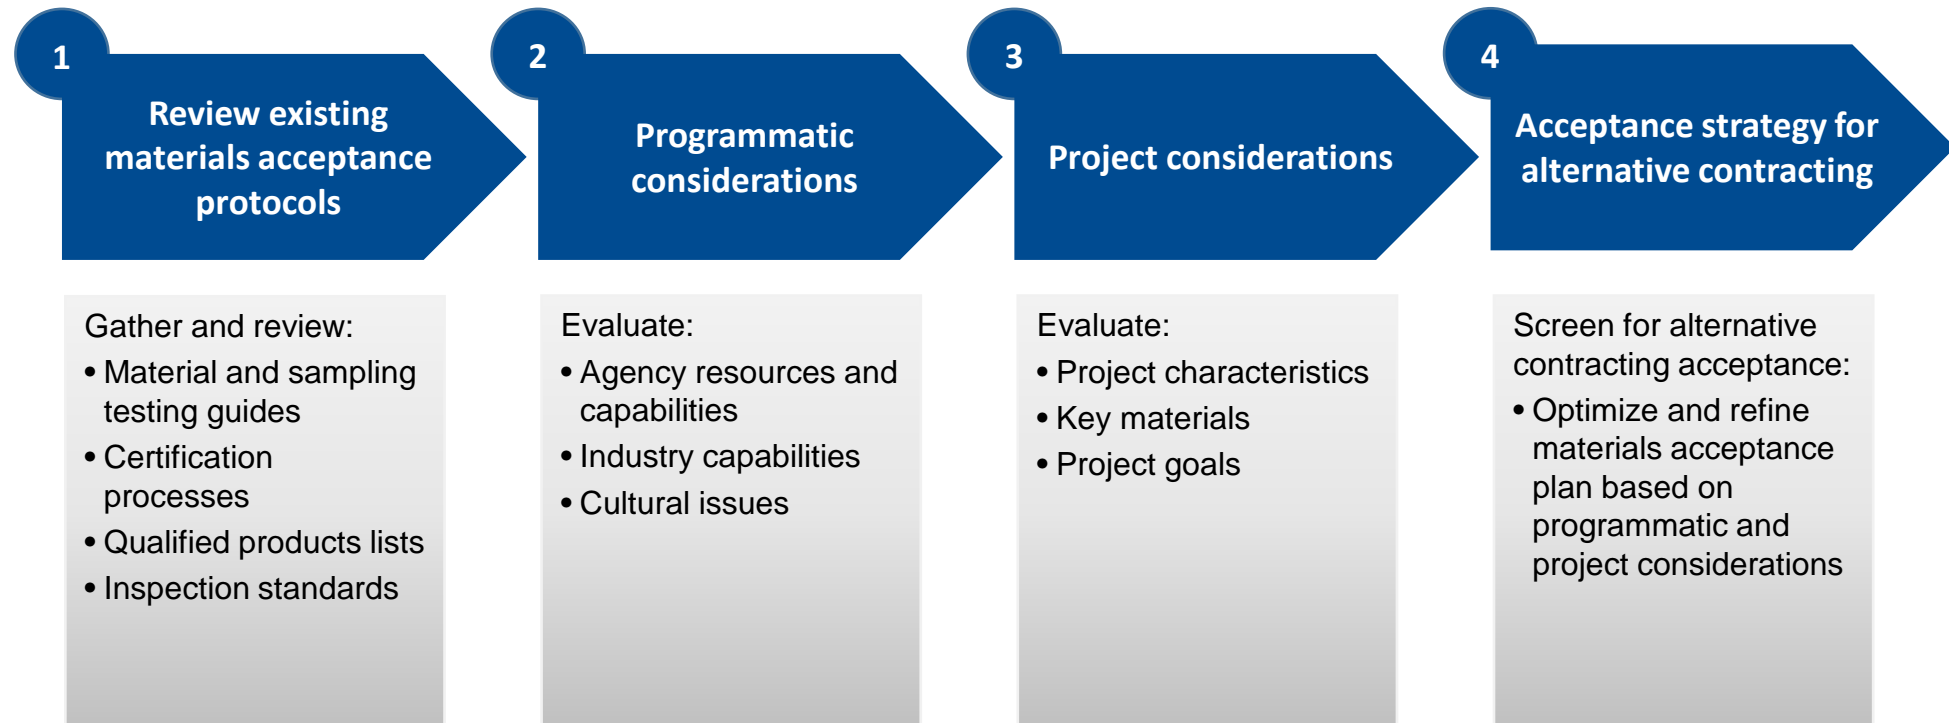 1
Review existing
materials acceptance
protocols
Gather and review:
• Material and sampling
testing guides
• Certification
processes
• Qualified products lists
• Inspection standards
2
Programmatic
considerations
Evaluate:
• Agency resources and
capabilities
• Industry capabilities
• Cultural issues
3
Project considerations
Evaluate:
• Project characteristics
• Key materials
• Project goals
4
Acceptance strategy for
alternative contracting
Screen for alternative
contracting acceptance:
• Optimize and refine
materials acceptance
plan based on
programmatic and
project considerations